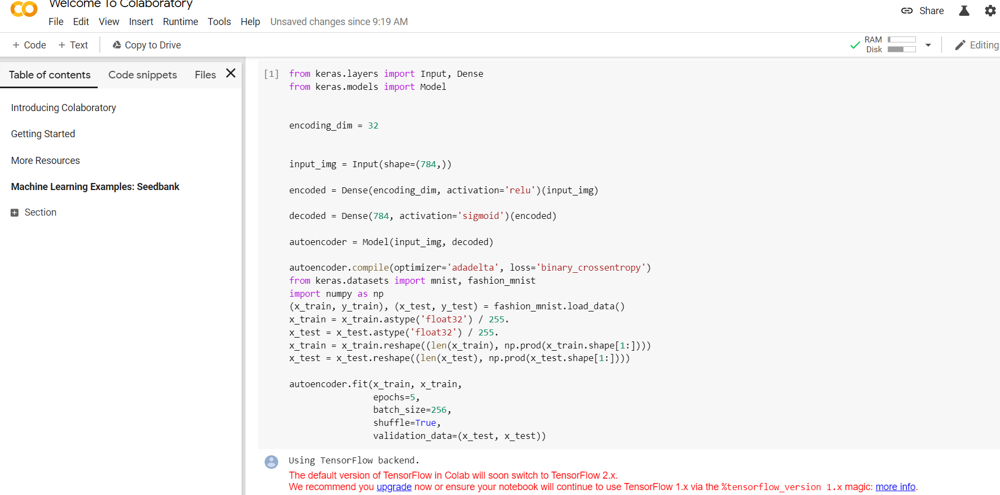 Welcome To Colaboratory
File Edit View Insert Runtime Tools Help Unsaved changes since 9:19 AM
Share
+ Code + Text Copy to Drive
RAM
Disk
Editing
Table of contents Code snippets Files
Introducing Colaboratory
Getting Started
More Resources
Machine Learning Examples: Seedbank
Section
[1] from keras.layers import Input, Dense
from keras.models import Model
encoding_dim = 32
input_img = Input(shape=(784,))
encoded = Dense(encoding_dim, activation='relu')(input_img)
decoded = Dense(784, activation='sigmoid')(encoded)
autoencoder = Model(input_img, decoded)
autoencoder.compile(optimizer='adadelta', loss='binary_crossentropy')
from keras.datasets import mnist, fashion_mnist
import numpy as np
(x_train, y_train), (x_test, y_test) = fashion_mnist.load_data()
x_train = x_train.astype('float32') / 255.
x_test = x_test.astype('float32') / 255.
x_train = x_train.reshape((len(x_train), np.prod(x_train.shape[1:])))
x_test = x_test.reshape((len(x_test), np.prod(x_test.shape[1:])))
autoencoder.fit(x_train, x_train,
epochs=5,
batch_size=256,
shuffle=True,
validation_data=(x_test, x_test))
Using TensorFlow backend.
The default version of TensorFlow in Colab will soon switch to TensorFlow 2.x.
We recommend you upgrade now or ensure your notebook will continue to use TensorFlow 1.x via the %tensorflow_version 1.x magic: more info.